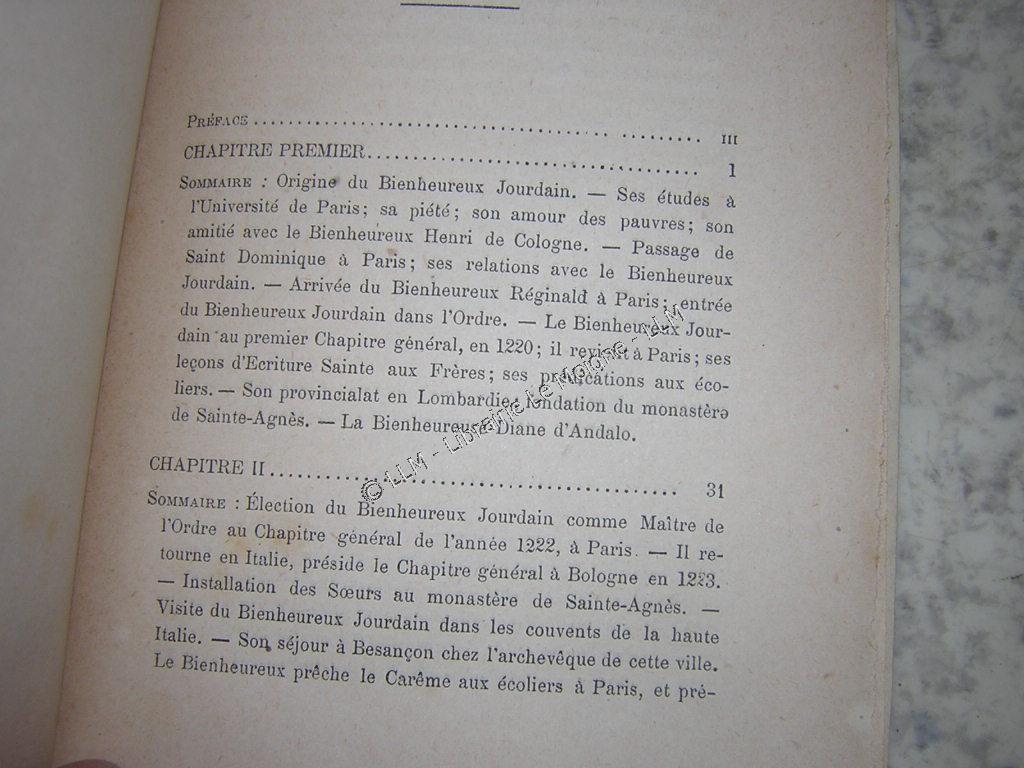 PRÉFACE .......................................... III
CHAPITRE PREMIER.................................. 1
SOMMAIRE : Origine du Bienheureux Jourdain. — Ses études à
l'Université de Paris; sa piété; son amour des pauvres; son
amitié avec le Bienheureux Henri de Cologne. — Passage de
Saint Dominique à Paris; ses relations avec le Bienheureux
Jourdain. — Arrivée du Bienheureux Réginald à Paris; entrée
du Bienheureux Jourdain dans l'Ordre. — Le Bienheureux Jour-
dain au premier Chapitre général, en 1220; il revient à Paris; ses
leçons d'Ecriture Sainte aux Frères; ses prédications aux éco-
liers. — Son provincialat en Lombardie; fondation du monastère
de Sainte-Agnès. — La Bienheureuse Diane d'Andalo.
CHAPITRE II....................................... 31
SOMMAIRE : Élection du Bienheureux Jourdain comme Maître de
l'Ordre au Chapitre général de l'année 1222, à Paris. — Il re-
tourne en Italie, préside le Chapitre général à Bologne en 1223.
— Installation des Sœurs au monastère de Sainte-Agnès. —
Visite du Bienheureux Jourdain dans les couvents de la haute
Italie. — Son séjour à Besançon chez l'archevêque de cette ville.
Le Bienheureux prêche le Carême aux écoliers à Paris, et pré-
© LLM - Librairie Le Moigne - LLM